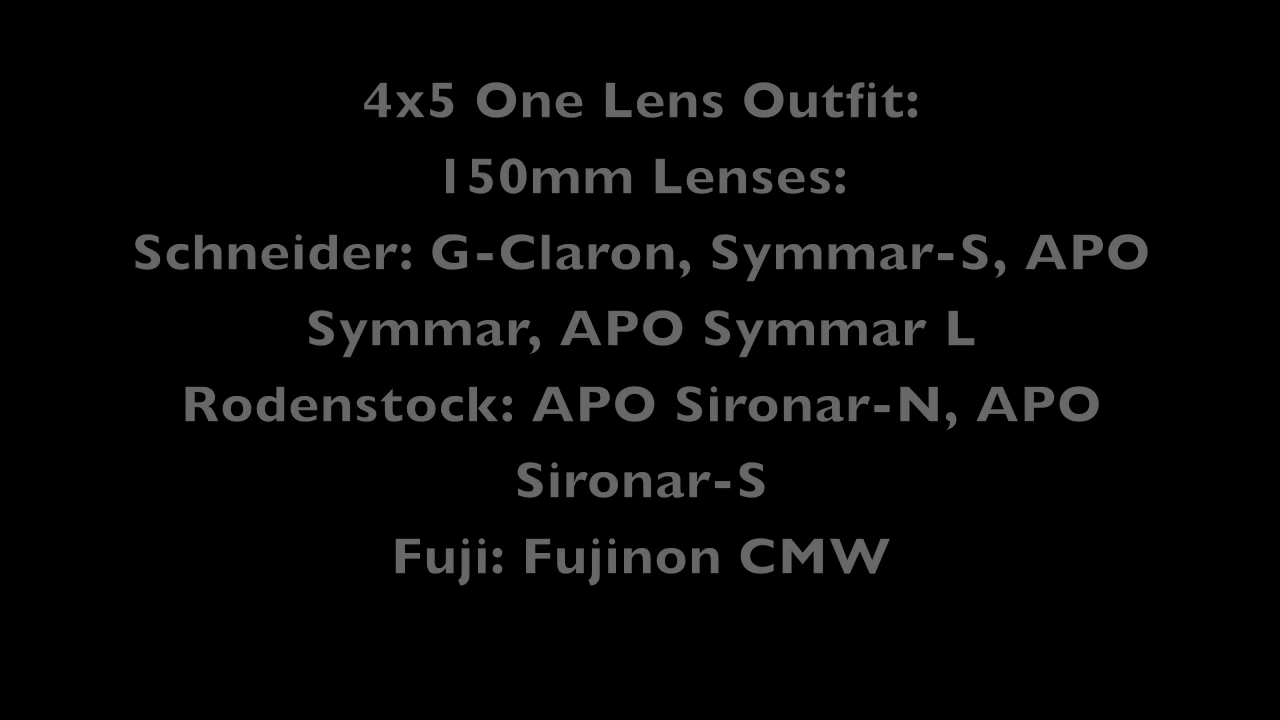 4x5 One Lens Outfit:
150mm Lenses:
Schneider: G-Claron, Symmar-S, APO
Symmar, APO Symmar L
Rodenstock: APO Sironar-N, APO
Sironar-S
Fuji: Fujinon CMW